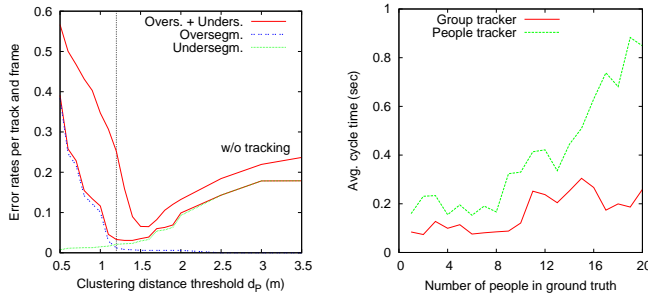 Overs. + Unders.
Oversegm.
Undersegm.
w/o tracking
Error rates per track and frame
0.6
0.5
0.4
0.3
0.2
0.1
0
0.5 1 1.5 2 2.5 3 3.5
Clustering distance threshold dP (m)
Group tracker
People tracker
Avg. cycle time (sec)
1
0.8
0.6
0.4
0.2
0
0 4 8 12 16 20
Number of people in ground truth